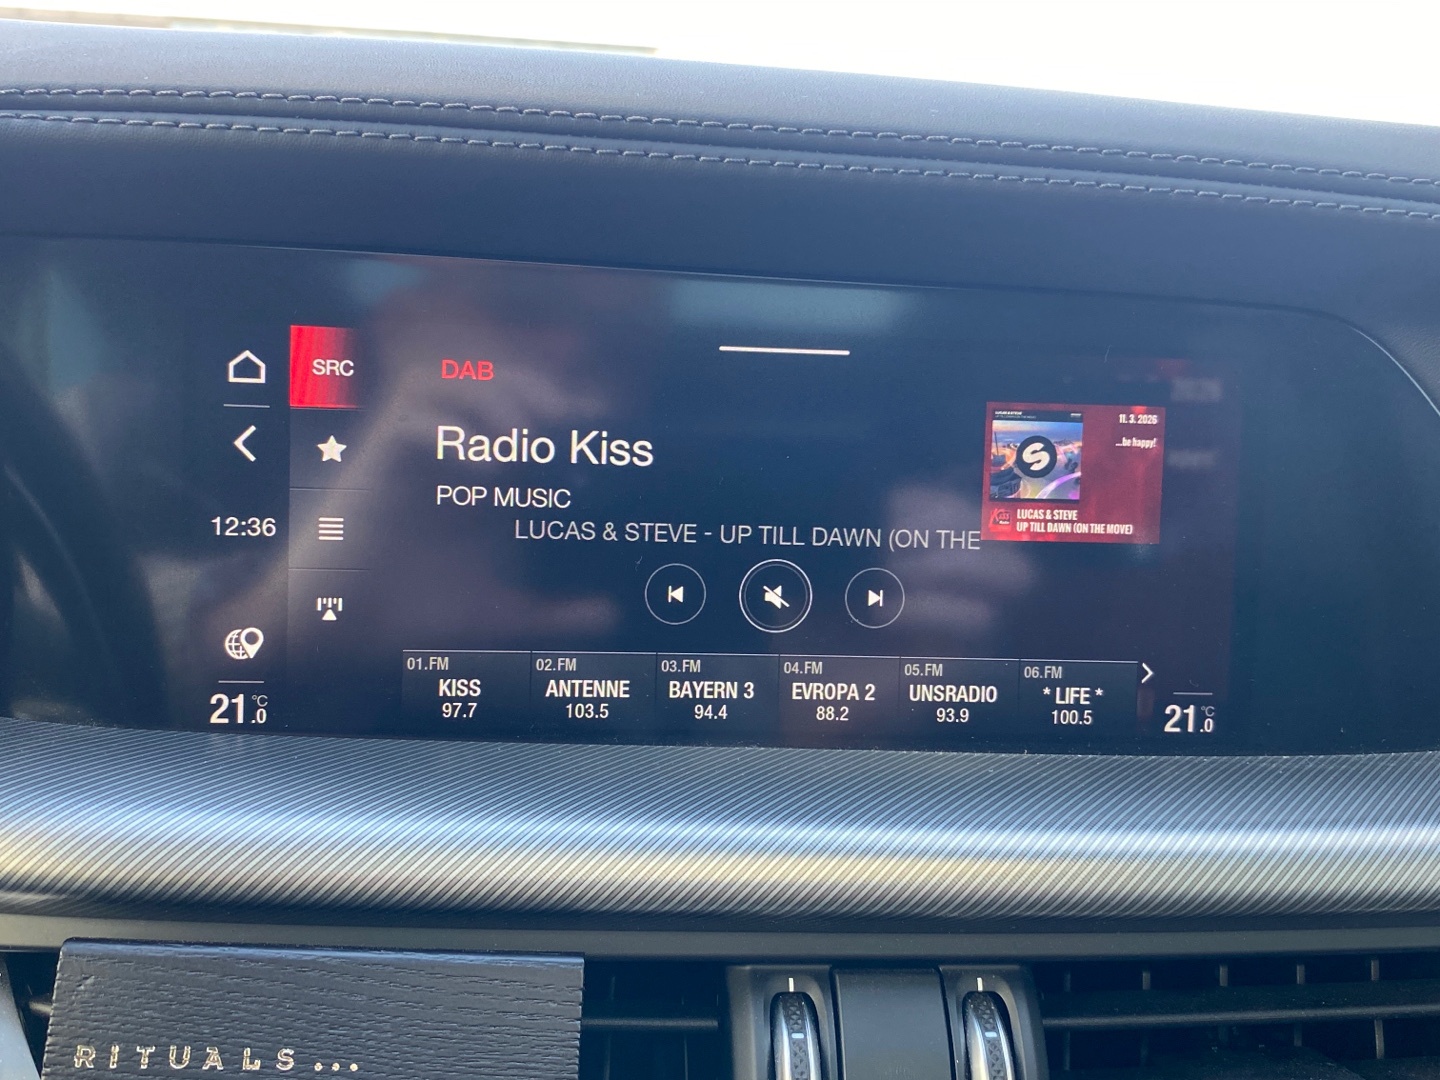 SRC
DAB
Radio Kiss
POP MUSIC
LUCAS & STEVE - UP TILL DAWN (ON THE
11. 3. 2026
...be happy!
S
Kiss
LUCAS & STEVE
UP TILL DAWN (ON THE MOVE)
12:36
01.FM
KISS
97.7
02.FM
ANTENNE
103.5
03.FM
BAYERN 3
94.4
04.FM
EVROPA 2
88.2
05.FM
UNSRADIO
93.9
06.FM
* LIFE *
100.5
21.0 °C
21.0 °C
RITUALS...